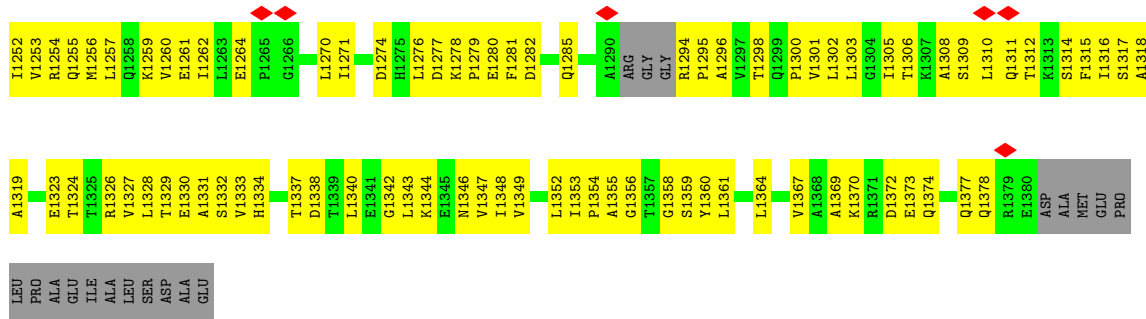 I1252 V1253 R1254 Q1255 M1256 L1257 Q1258 K1259 V1260 E1261 I1262 L1263 E1264 P1265 G1266 L1270 I1271 D1274 H1275 L1276 D1277 K1278 P1279 E1280 F1281 D1282 Q1285 A1290 ARG GLY GLY R1294 P1295 A1296 V1297 T1298 Q1299 P1300 V1301 L1302 L1303 G1304 I1305 T1306 K1307 A1308 S1309 L1310 Q1311 T1312 K1313 S1314 F1315 I1316 S1317 A1318
A1319 E1323 T1324 T1325 R1326 V1327 L1328 T1329 E1330 A1331 S1332 V1333 H1334 T1337 D1338 T1339 L1340 E1341 G1342 L1343 K1344 E1345 N1346 V1347 I1348 V1349 L1352 I1353 P1354 A1355 G1356 T1357 G1358 S1359 Y1360 L1361 L1364 V1367 A1368 A1369 K1370 R1371 D1372 E1373 Q1374 Q1377 Q1378 R1379 E1380 ASP ALA MET GLU PRO
LEU PRO ALA GLU ILE ALA LEU SER ASP ALA GLU